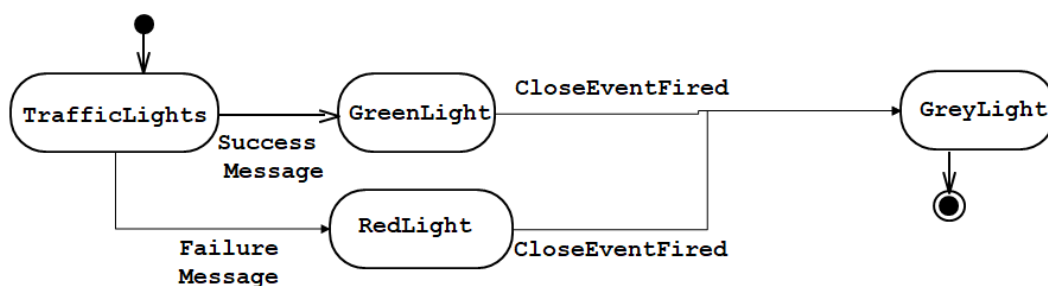 TrafficLights
Success
Message
GreenLight
CloseEventFired
GreyLight
Failure
Message
RedLight
CloseEventFired